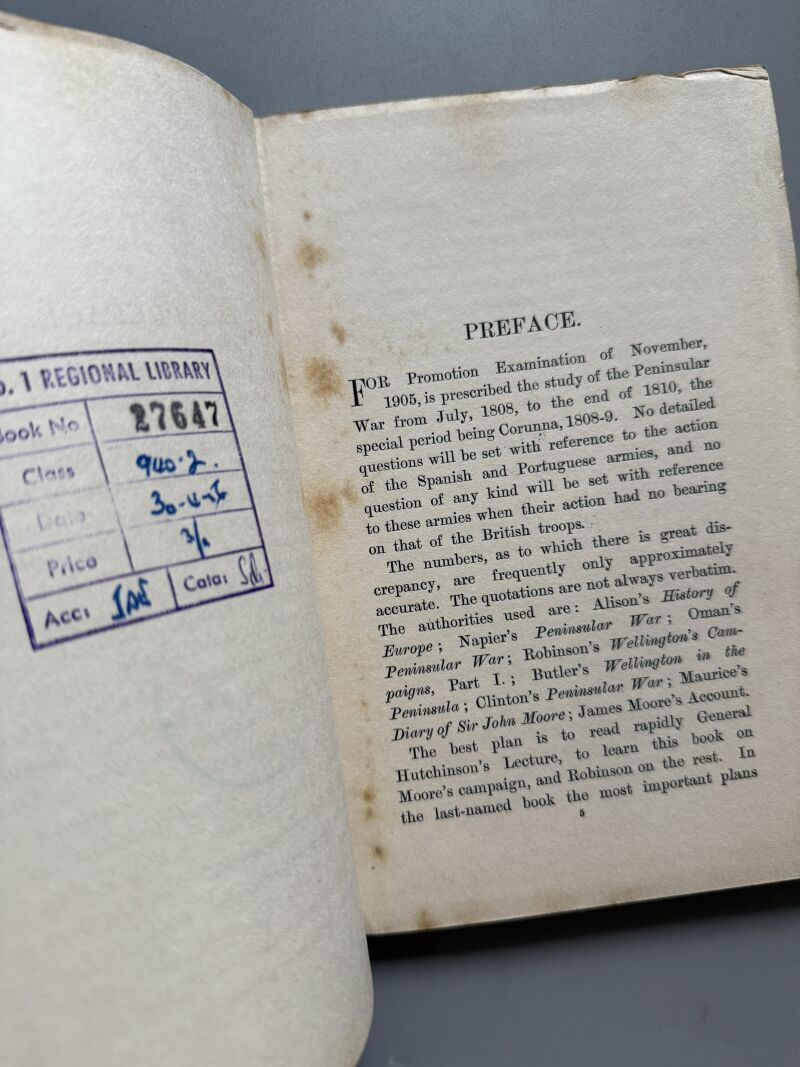 . 1 REGIONAL LIBRARY
Book No 27647
Class 940.2.
Date
Price 3/-
Acc: Cata:
PREFACE.
FOR Promotion Examination of November,
1905, is prescribed the study of the Peninsular
War from July, 1808, to the end of 1810, the
special period being Corunna, 1808-9. No detailed
questions will be set with reference to the action
of the Spanish and Portuguese armies, and no
question of any kind will be set with reference
to these armies when their action had no bearing
on that of the British troops.
The numbers, as to which there is great dis-
crepancy, are frequently only approximately
accurate. The quotations are not always verbatim.
The authorities used are: Alison's History of
Europe; Napier's Peninsular War; Oman's
Peninsular War; Robinson's Wellington's Cam-
paigns, Part I.; Butler's Wellington in the
Peninsula; Clinton's Peninsular War; Maurice's
Diary of Sir John Moore; James Moore's Account.
The best plan is to read rapidly General
Hutchinson's Lecture, to learn this book on
Moore's campaign, and Robinson on the rest. In
the last-named book the most important plans
5